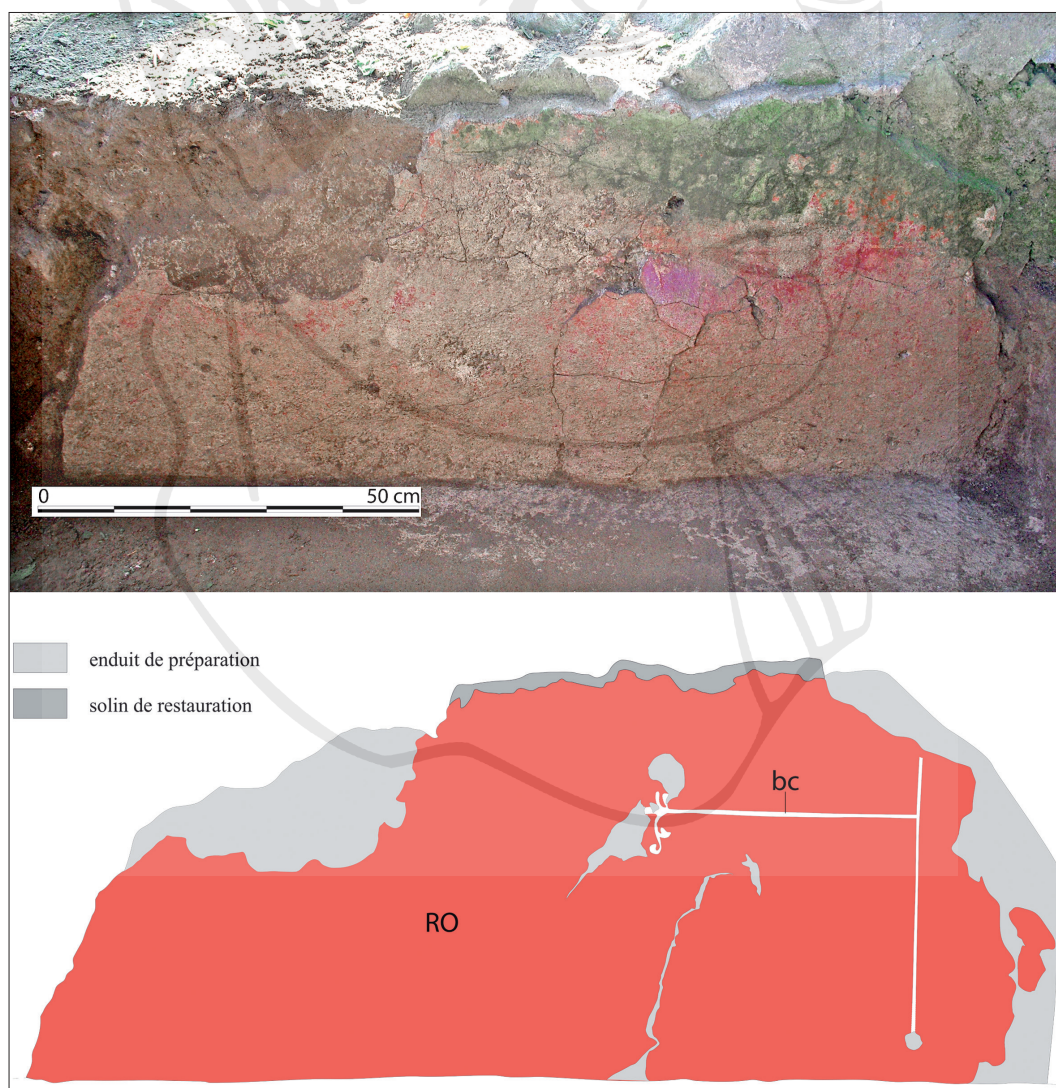 0 50 cm
enduit de préparation
solin de restauration
bc
RO